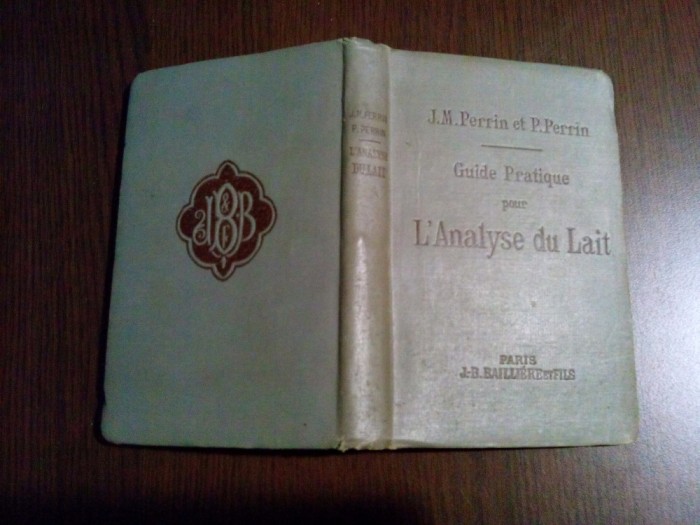 J.M. Perrin et P. Perrin
Guide Pratique
pour
L'Analyse du Lait
PARIS
J.-B. BAILLIÈRE ET FILS
J.M. PERRIN
P. PERRIN
L'ANALYSE
DU LAIT